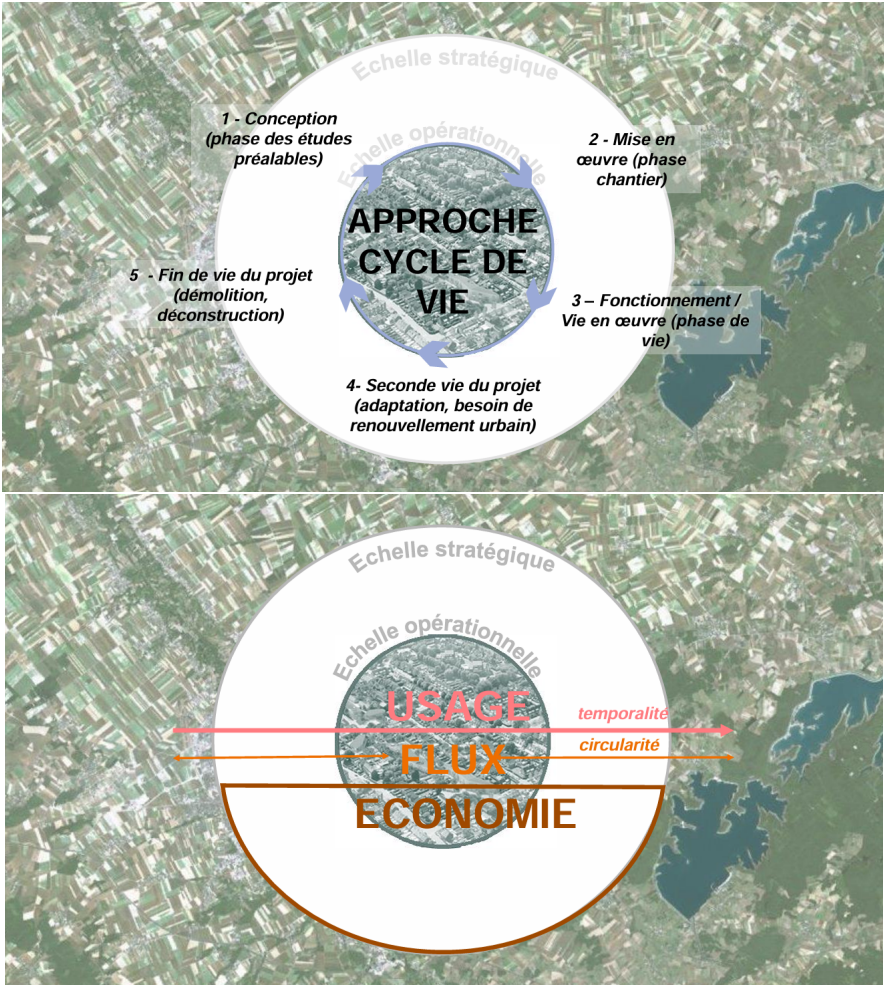 Echelle stratégique
1 - Conception
(phase des études
préalables)
Echelle opérationnelle
2 - Mise en
œuvre (phase
chantier)
APPROCHE
CYCLE DE
VIE
5 - Fin de vie du projet
(démolition,
déconstruction)
3 – Fonctionnement /
Vie en œuvre (phase de
vie)
4- Seconde vie du projet
(adaptation, besoin de
renouvellement urbain)
Echelle stratégique
Echelle opérationnelle
USAGE
temporalité
FLUX
circularité
ECONOMIE